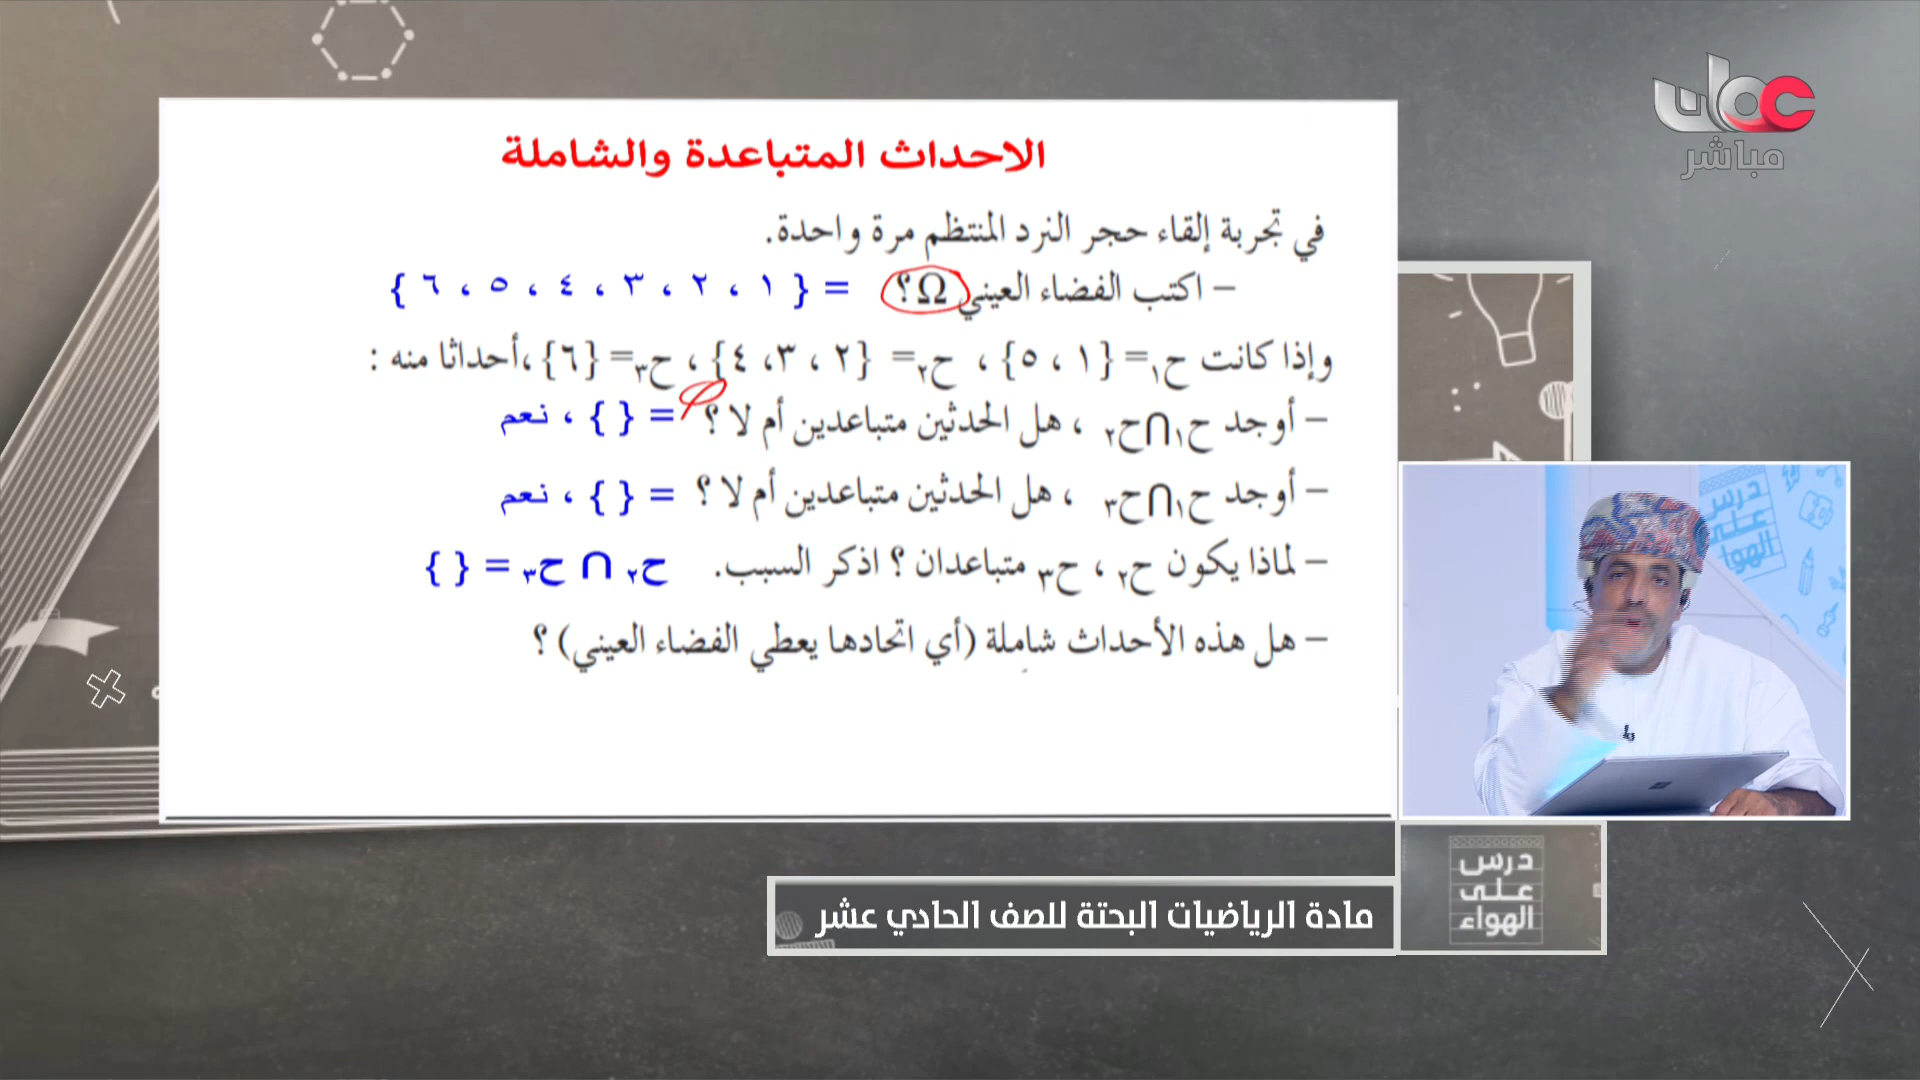 عمان
مباشر
الاحداث المتباعدة والشاملة
في تجربة إلقاء حجر النرد المنتظم مرة واحدة.
– اكتب الفضاء العيني Ω؟ = { ١ ، ٢ ، ٣ ، ٤ ، ٥ ، ٦ }
وإذا كانت ح١= {١ ، ٥} ، ح٢= {٢ ، ٣، ٤} ، ح٣= {٦}،أحداثا منه :
– أوجد ح١∩ح٢ ، هل الحدثين متباعدين أم لا ؟ = { } ، نعم
– أوجد ح١∩ح٣ ، هل الحدثين متباعدين أم لا ؟ = { } ، نعم
– لماذا يكون ح٢ ، ح٣ متباعدان ؟ اذكر السبب. ح٢ ∩ ح٣ = { }
– هل هذه الأحداث شاملة (أي اتحادها يعطي الفضاء العيني) ؟
درس
على
الهواء
مادة الرياضيات البحتة للصف الحادي عشر
درس
على
الهواء